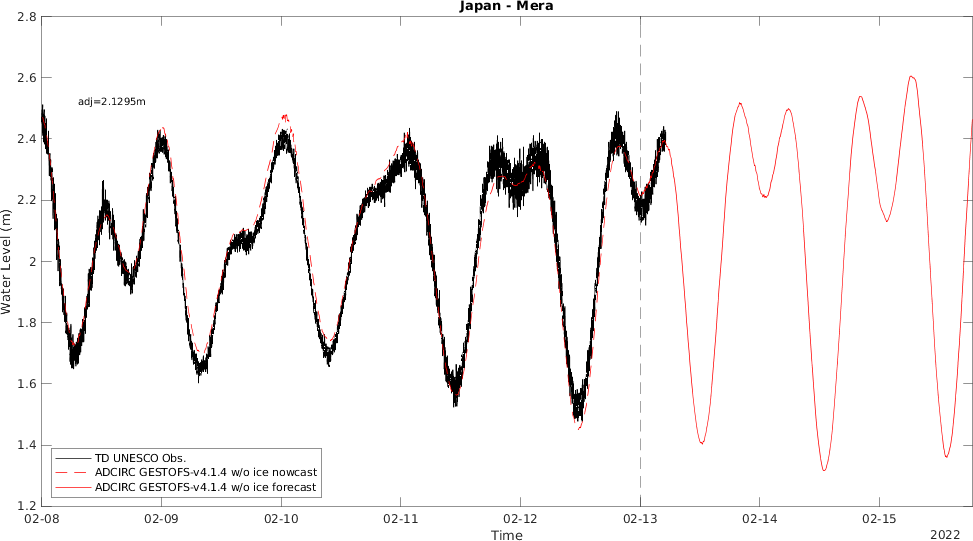 Japan - Mera
2.8
2.6
2.4
2.2
2
1.8
1.6
1.4
1.2
Water Level (m)
adj=2.1295m
TD UNESCO Obs.
ADCIRC GESTOFS-v4.1.4 w/o ice nowcast
ADCIRC GESTOFS-v4.1.4 w/o ice forecast
02-08 02-09 02-10 02-11 02-12 02-13 02-14 02-15
Time
2022